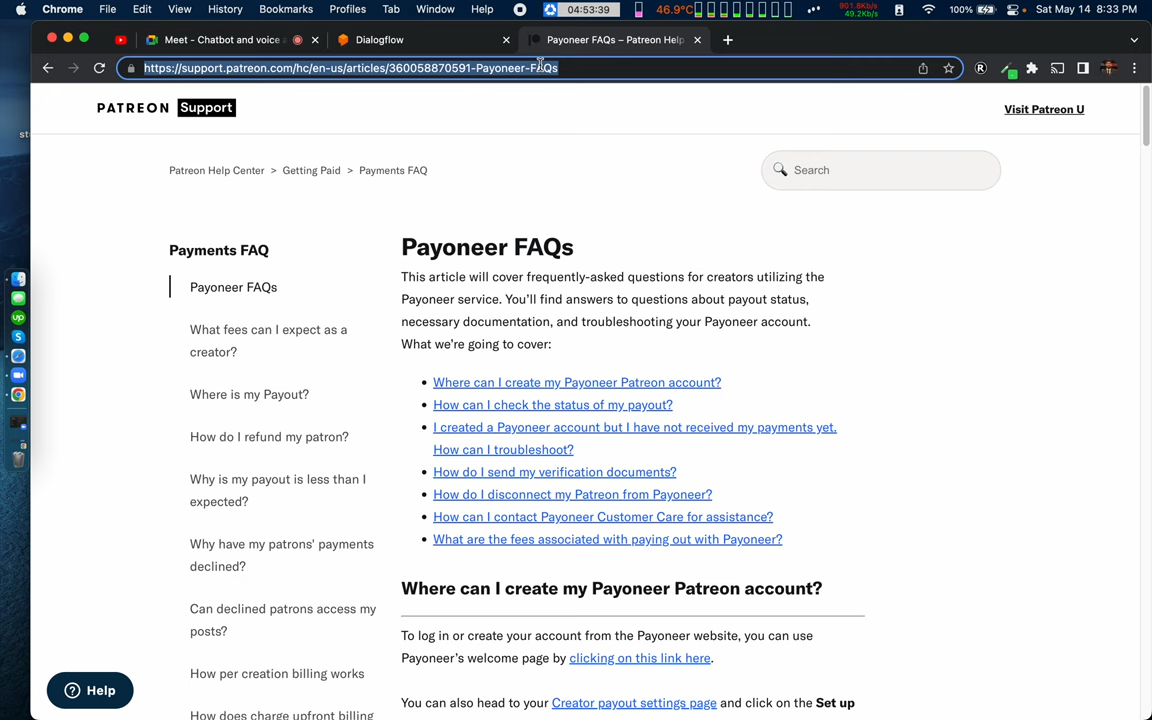 Chrome File Edit View History Bookmarks Profiles Tab Window Help 04:53:39 46.9°C 901.8Kb/s 49.2Kb/s 100% Sat May 14 8:33 PM
Meet - Chatbot and voice Dialogflow Payoneer FAQs – Patreon Help
https://support.patreon.com/hc/en-us/articles/360058870591-Payoneer-FAQs
PATREON Support Visit Patreon U
Patreon Help Center > Getting Paid > Payments FAQ Search
Payments FAQ
Payoneer FAQs
What fees can I expect as a
creator?
Where is my Payout?
How do I refund my patron?
Why is my payout is less than I
expected?
Why have my patrons' payments
declined?
Can declined patrons access my
posts?
How per creation billing works
How does charge upfront billing
Payoneer FAQs
This article will cover frequently-asked questions for creators utilizing the
Payoneer service. You'll find answers to questions about payout status,
necessary documentation, and troubleshooting your Payoneer account.
What we're going to cover:
• Where can I create my Payoneer Patreon account?
• How can I check the status of my payout?
• I created a Payoneer account but I have not received my payments yet.
How can I troubleshoot?
• How do I send my verification documents?
• How do I disconnect my Patreon from Payoneer?
• How can I contact Payoneer Customer Care for assistance?
• What are the fees associated with paying out with Payoneer?
Where can I create my Payoneer Patreon account?
To log in or create your account from the Payoneer website, you can use
Payoneer's welcome page by clicking on this link here.
You can also head to your Creator payout settings page and click on the Set up
Help